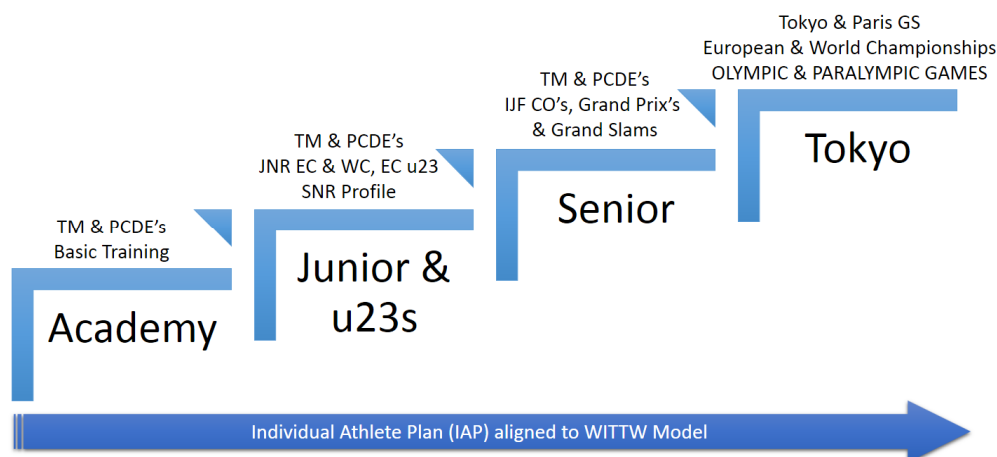 Tokyo & Paris GS
European & World Championships
OLYMPIC & PARALYMPIC GAMES
Tokyo
TM & PCDE’s
IJF CO’s, Grand Prix’s
& Grand Slams
Senior
TM & PCDE’s
JNR EC & WC, EC u23
SNR Profile
Junior &
u23s
TM & PCDE’s
Basic Training
Academy
Individual Athlete Plan (IAP) aligned to WITTW Model